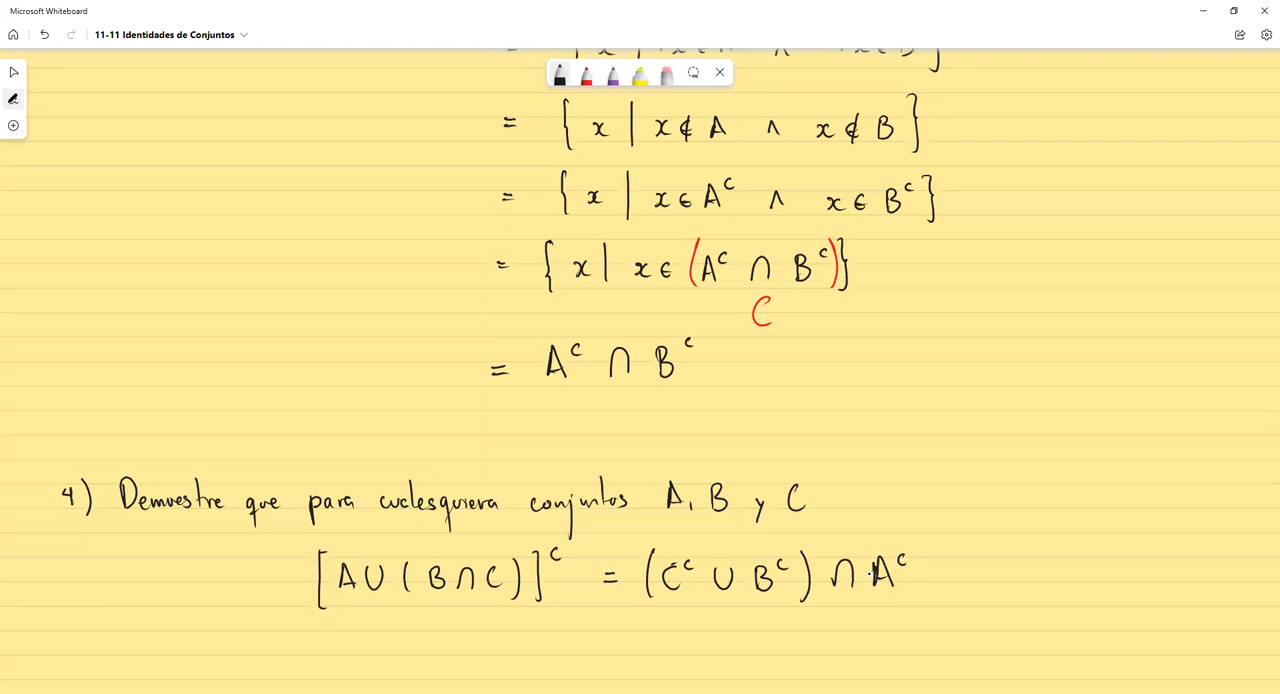 Microsoft Whiteboard
11-11 Identidades de Conjuntos
= { x | x ∉ A ∧ x ∉ B }
= { x | x ∈ Aᶜ ∧ x ∈ Bᶜ }
= { x | x ∈ (Aᶜ ∩ Bᶜ) }
C
= Aᶜ ∩ Bᶜ
4) Demuestre que para cualesquiera conjuntos A, B y C
[A ∪ (B ∩ C)]ᶜ = (Cᶜ ∪ Bᶜ) ∩ Aᶜ